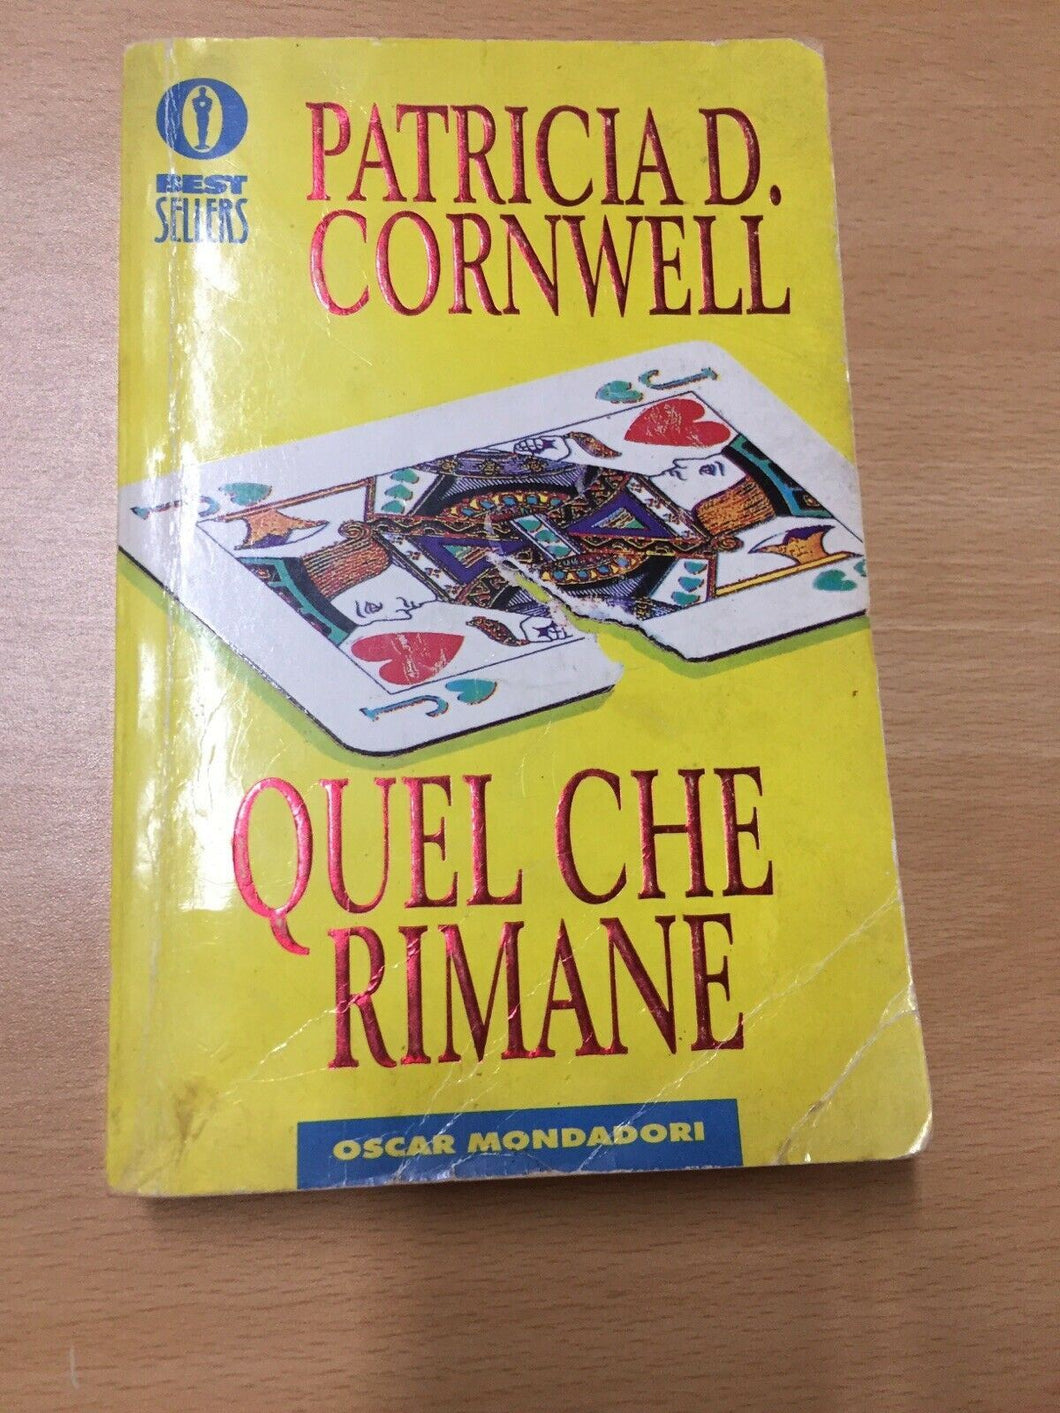 BEST
SELLERS
PATRICIA D.
CORNWELL
J
J
J
QUEL CHE
RIMANE
OSCAR MONDADORI